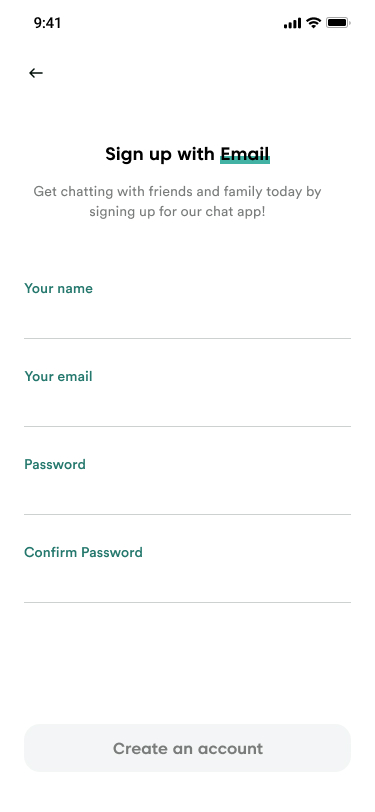 9:41
Sign up with Email
Get chatting with friends and family today by
signing up for our chat app!
Your name
Your email
Password
Confirm Password
Create an account